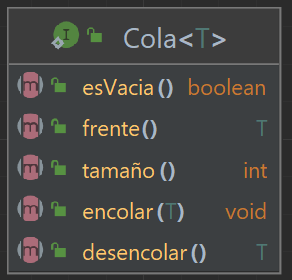 I Cola<T>
m esVacia() boolean
m frente() T
m tamaño() int
m encolar(T) void
m desencolar() T